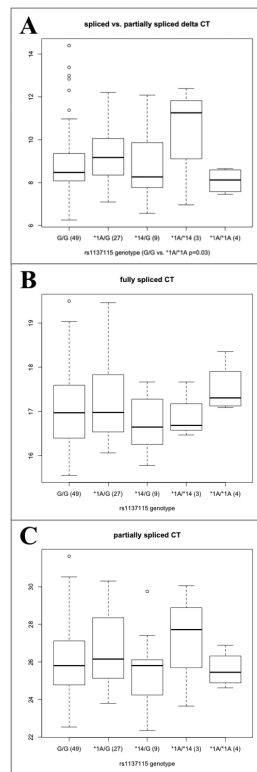 A
spliced vs. partially spliced delta CT
14
12
10
8
6
G/G (49) *1A/G (27) *14/G (9) *1A/*14 (3) *1A/*1A (4)
rs1137115 genotype (G/G vs. *1A/*1A p=0.03)
B
fully spliced CT
19
18
17
16
G/G (49) *1A/G (27) *14/G (9) *1A/*14 (3) *1A/*1A (4)
rs1137115 genotype
C
partially spliced CT
30
28
26
24
22
G/G (49) *1A/G (27) *14/G (9) *1A/*14 (3) *1A/*1A (4)
rs1137115 genotype